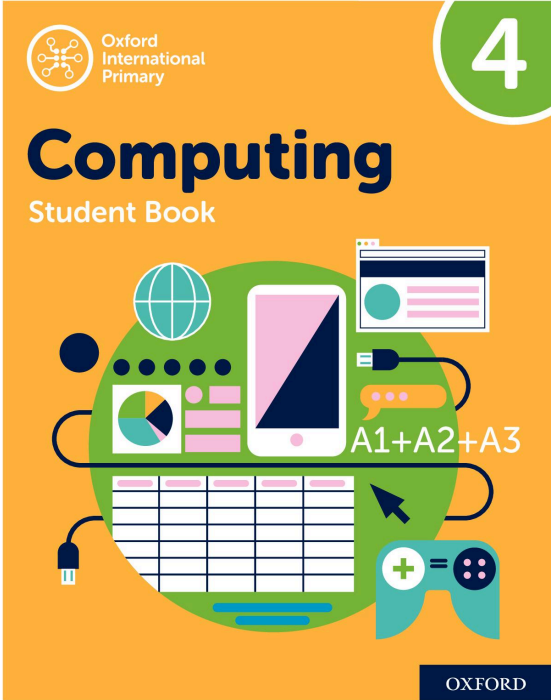 Oxford
International
Primary
4
Computing
Student Book
A1+A2+A3
+ =
OXFORD